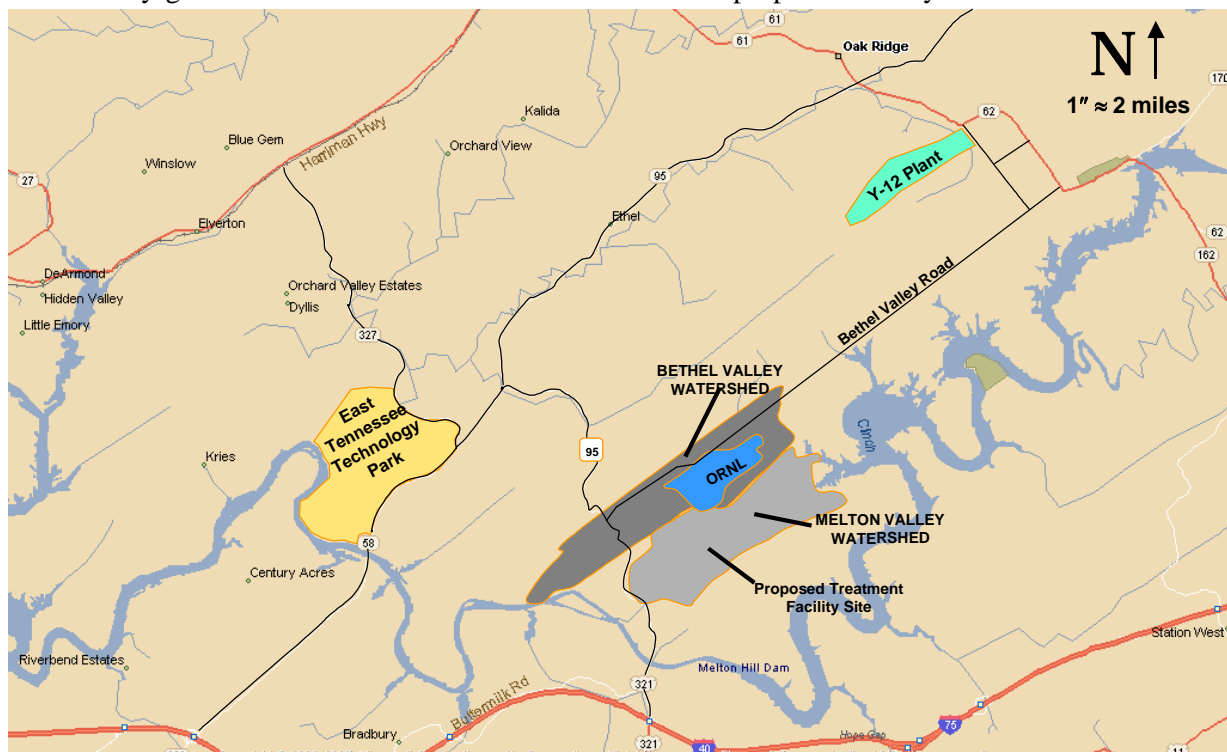 61
61
Oak Ridge
N
1″ ≈ 2 miles
170
62
Kalida
Blue Gem
Harriman Hwy
Orchard View
Winslow
27
95
Y-12 Plant
Elverton
Ethel
62
162
DeArmond
Hidden Valley
Orchard Valley Estates
Dyllis
Little Emory
Bethel Valley Road
327
BETHEL VALLEY
WATERSHED
East
Tennessee
Technology
Park
Clinch
95
Kries
ORNL
MELTON VALLEY
WATERSHED
58
Century Acres
Proposed Treatment
Facility Site
Station West
Riverbend Estates
Melton Hill Dam
321
Buttermilk Rd
75
Bradbury
321
40
Hope Gap
11